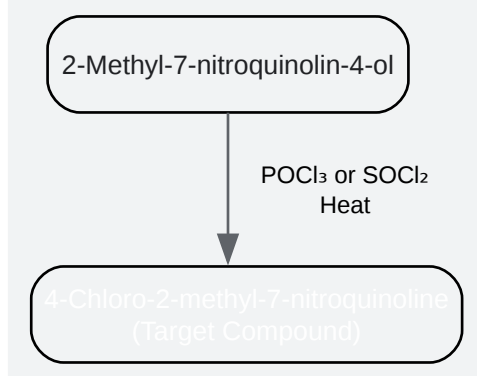 2-Methyl-7-nitroquinolin-4-ol
POCl₃ or SOCl₂
Heat
4-Chloro-2-methyl-7-nitroquinoline
(Target Compound)